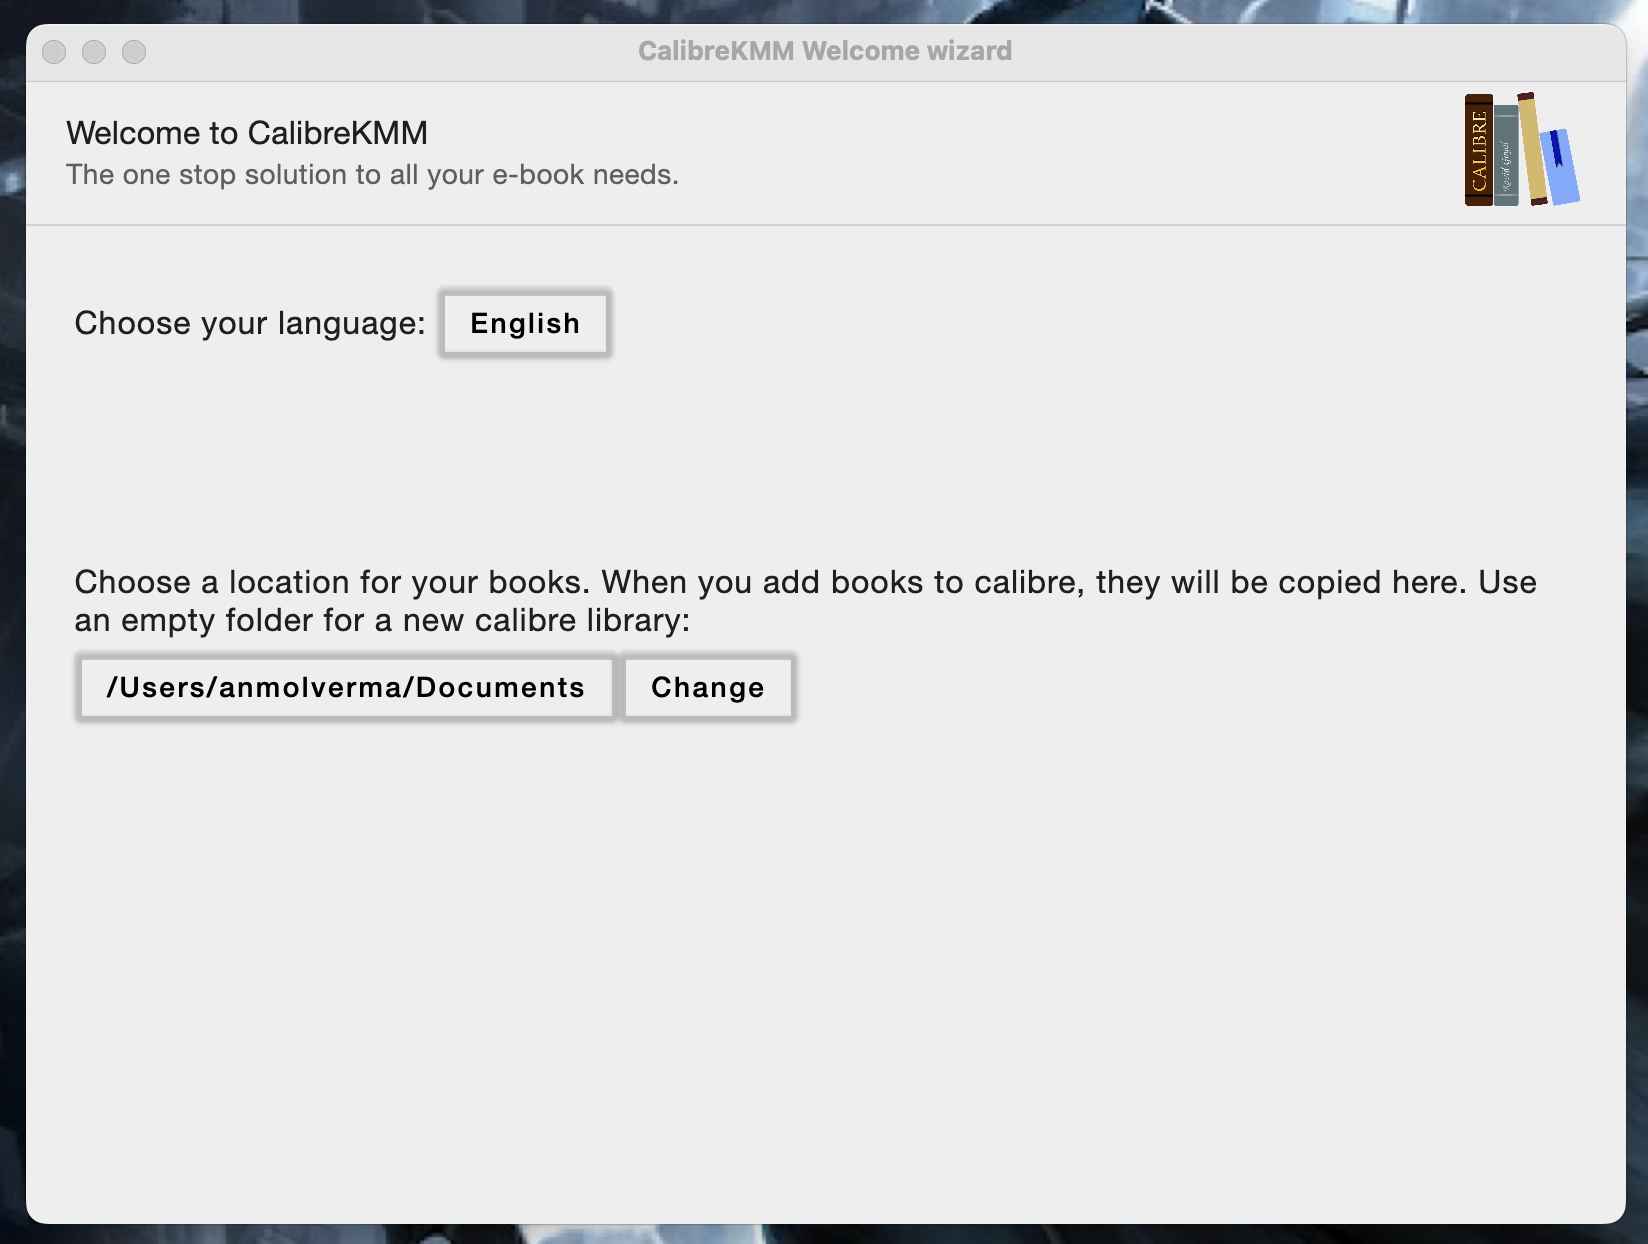 CalibreKMM Welcome wizard
Welcome to CalibreKMM
The one stop solution to all your e-book needs.
CALIBRE
Kovid Goyal
Choose your language: English
Choose a location for your books. When you add books to calibre, they will be copied here. Use
an empty folder for a new calibre library:
/Users/anmolverma/Documents Change